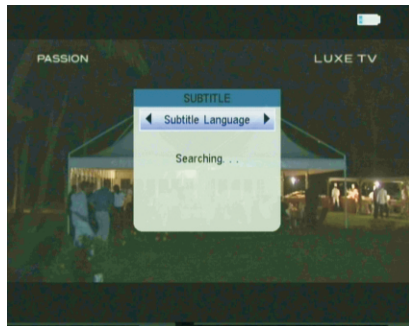 PASSION
LUXE TV
SUBTITLE
Subtitle Language
Searching. . .